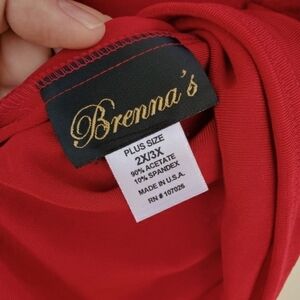 Brenna's
PLUS SIZE
2X/3X
90% ACETATE
10% SPANDEX
MADE IN U.S.A.
RN # 107026